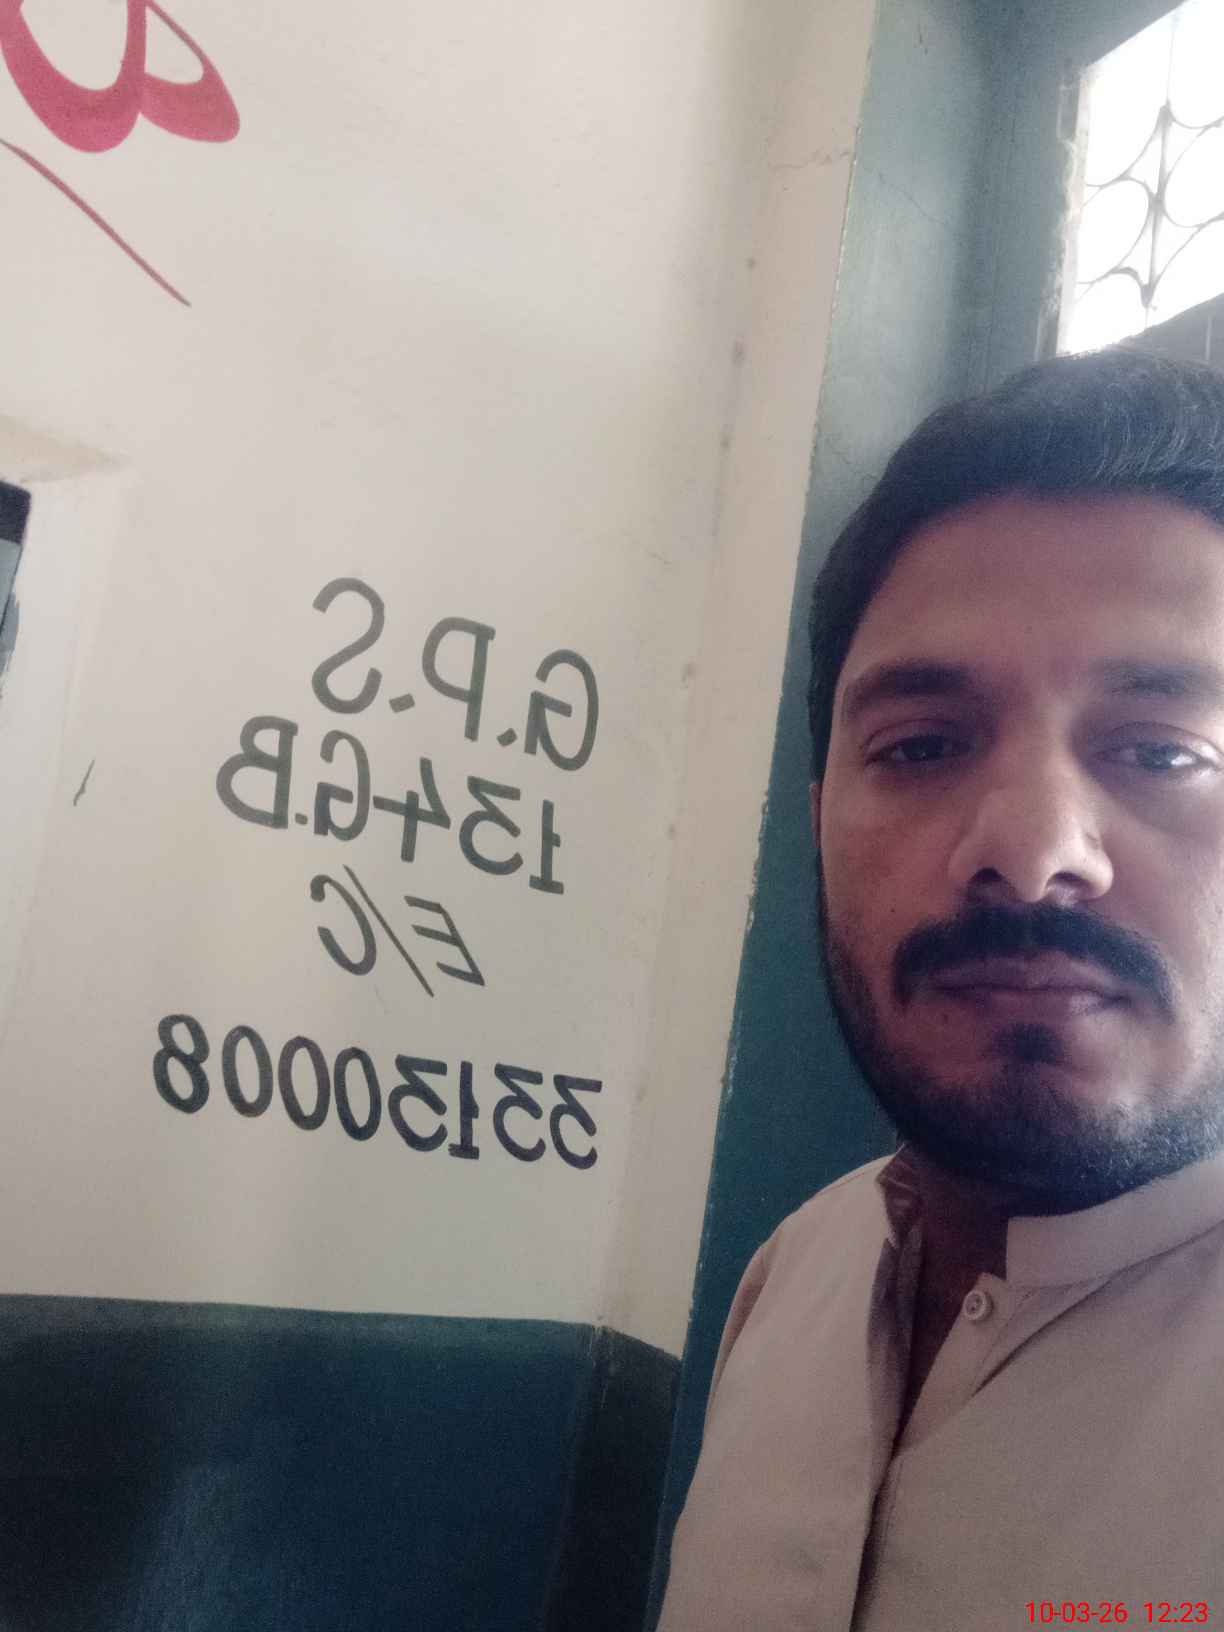 G.P.S
134 G.B
E/C
33130008
10-03-26 12:23